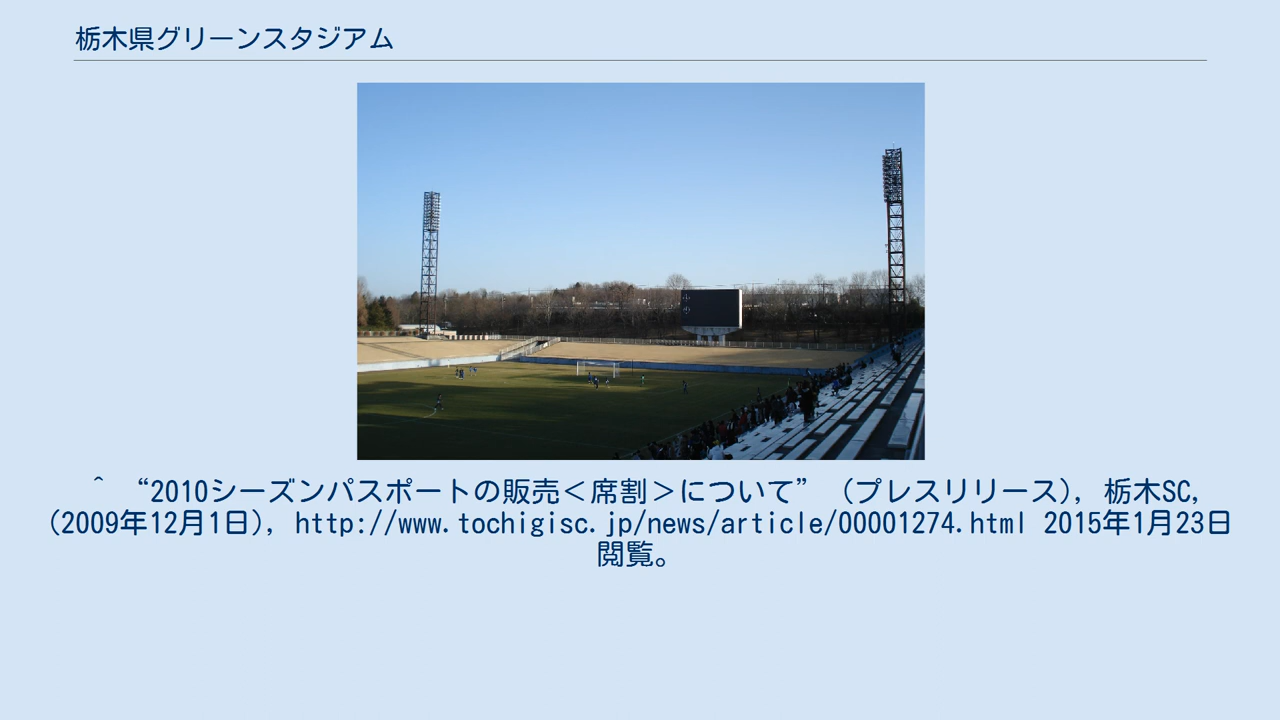 栃木県グリーンスタジアム
^ “2010シーズンパスポートの販売＜席割＞について” (プレスリリース), 栃木SC,
(2009年12月1日), http://www.tochigisc.jp/news/article/00001274.html 2015年1月23日
閲覧。